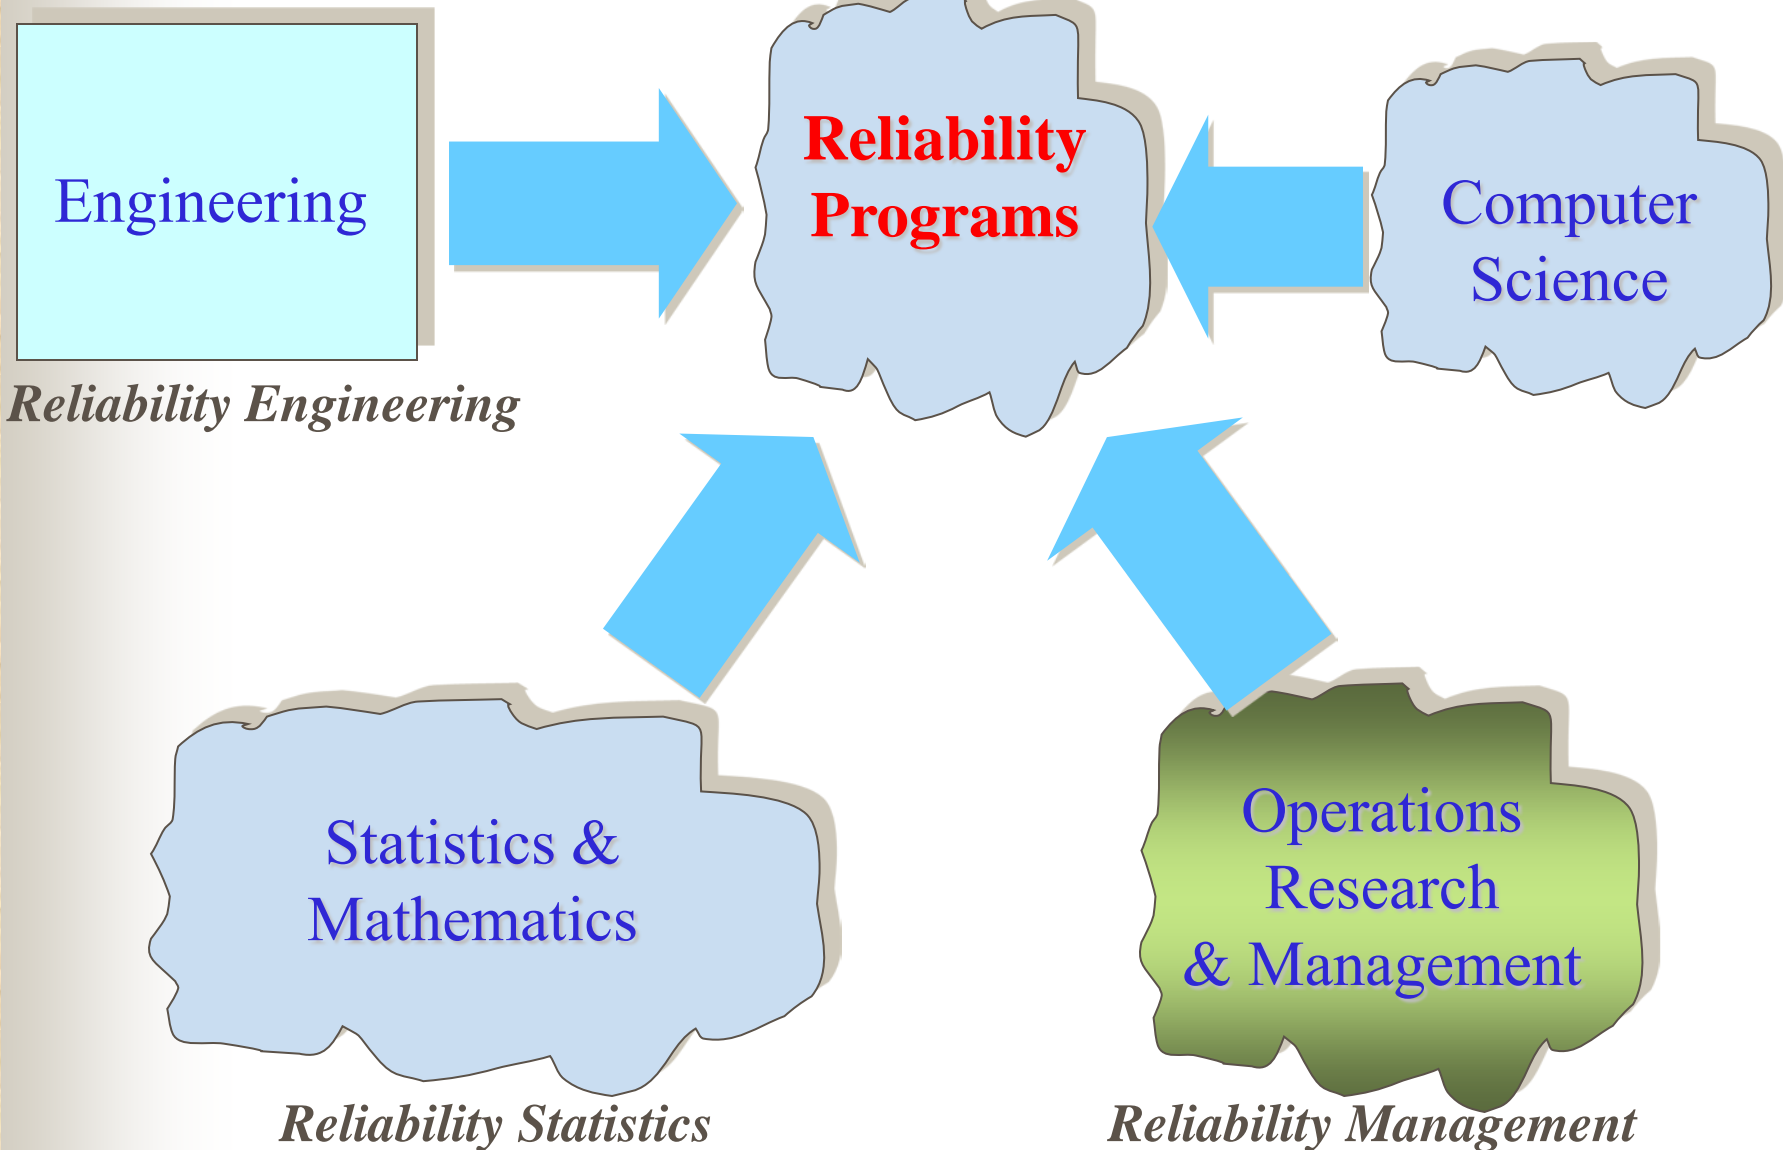 Engineering
Reliability Engineering
Reliability
Programs
Computer
Science
Statistics &
Mathematics
Reliability Statistics
Operations
Research
& Management
Reliability Management